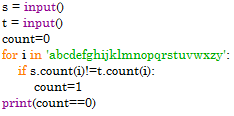 s = input()
t = input()
count=0
for i in 'abcdefghijklmnopqrstuvwxzy':
    if s.count(i)!=t.count(i):
        count=1
print(count==0)